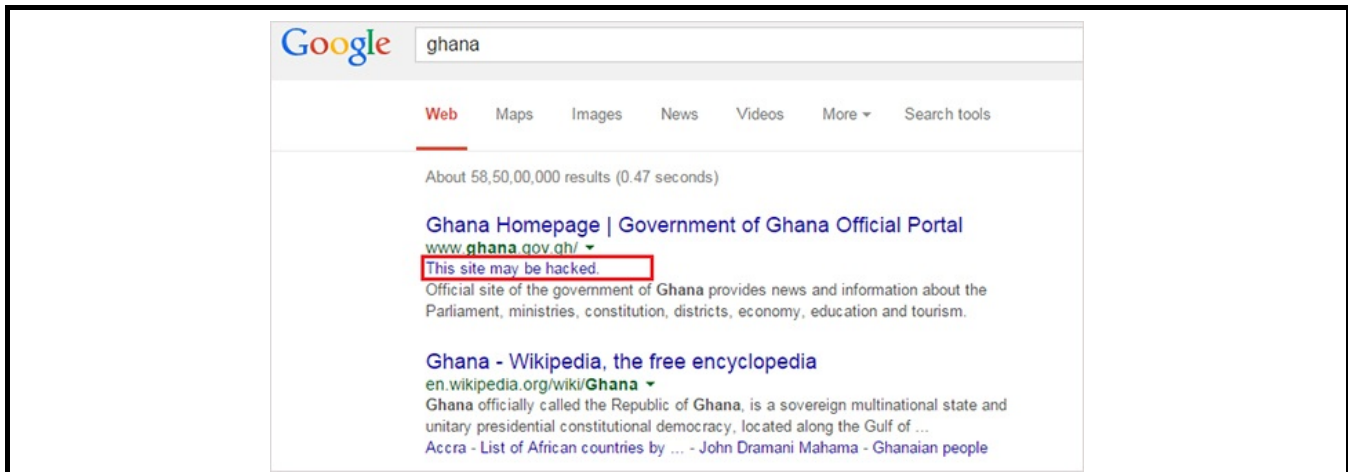 Google ghana
Web Maps Images News Videos More Search tools
About 58,50,00,000 results (0.47 seconds)
Ghana Homepage | Government of Ghana Official Portal
www.ghana.gov.gh/
This site may be hacked.
Official site of the government of Ghana provides news and information about the
Parliament, ministries, constitution, districts, economy, education and tourism.
Ghana - Wikipedia, the free encyclopedia
en.wikipedia.org/wiki/Ghana
Ghana officially called the Republic of Ghana, is a sovereign multinational state and
unitary presidential constitutional democracy, located along the Gulf of ...
Accra - List of African countries by ... - John Dramani Mahama - Ghanaian people